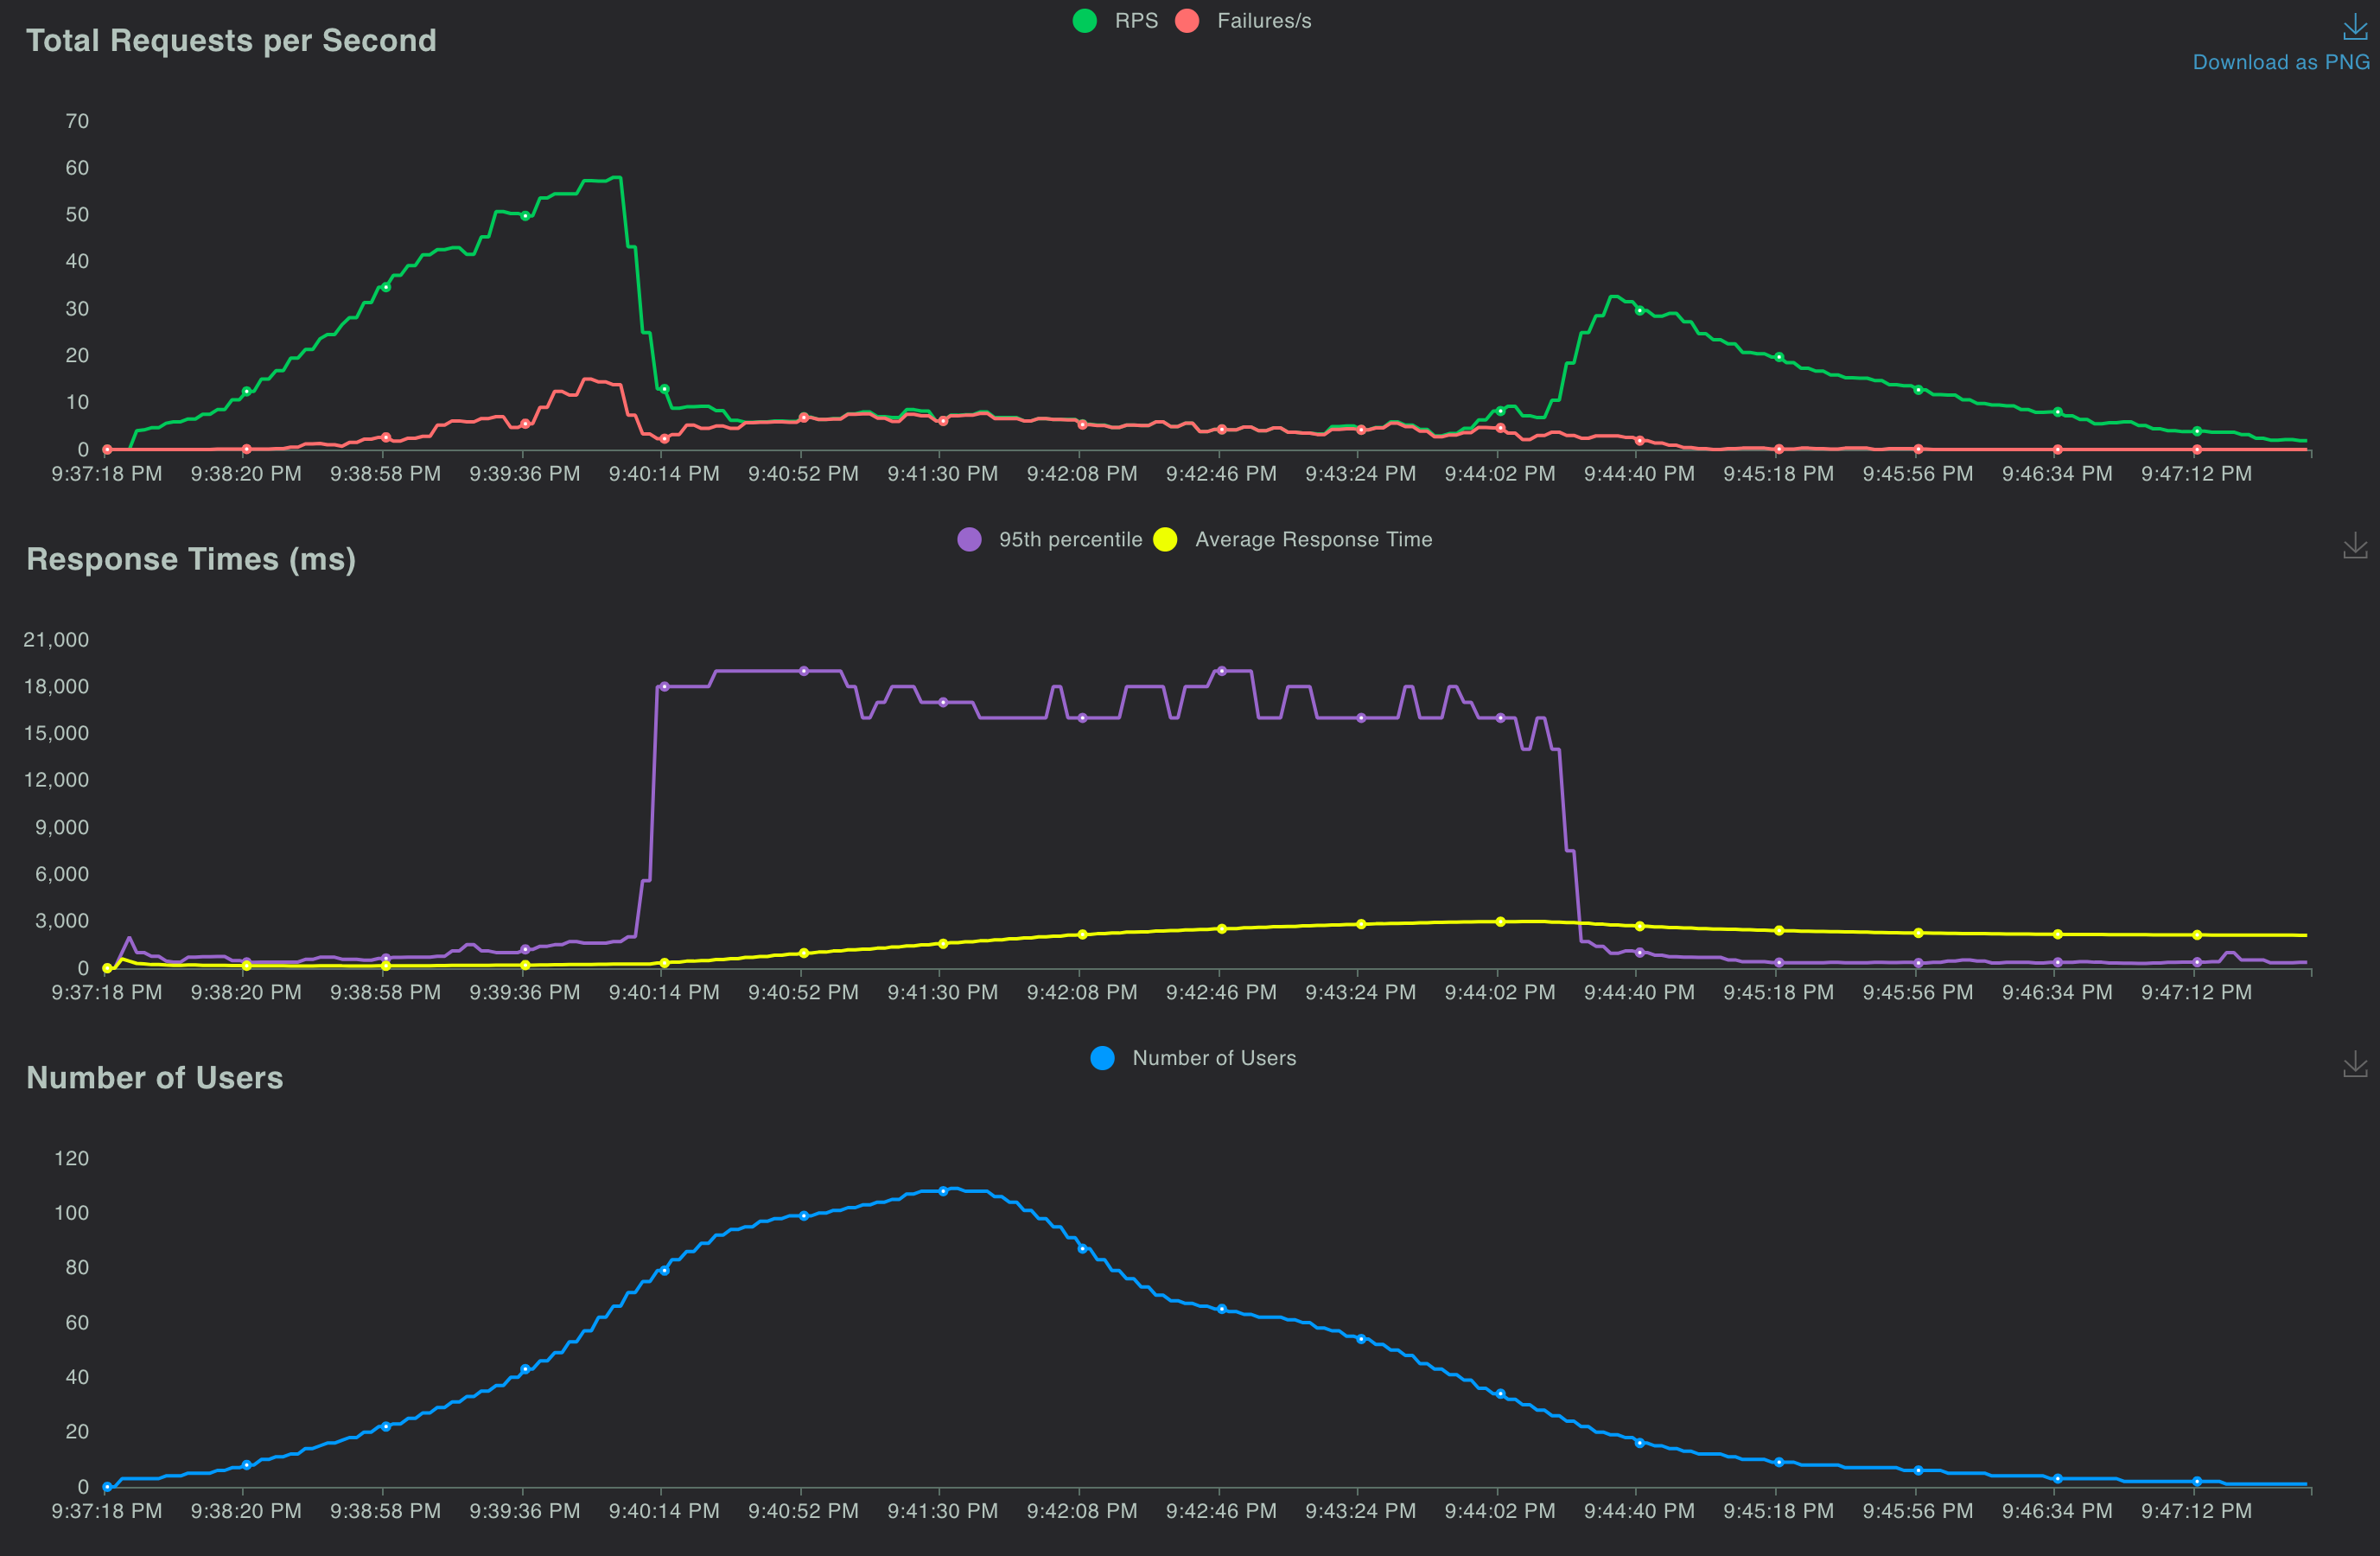 RPS Failures/s
Total Requests per Second
Download as PNG
70
60
50
40
30
20
10
0
9:37:18 PM 9:38:20 PM 9:38:58 PM 9:39:36 PM 9:40:14 PM 9:40:52 PM 9:41:30 PM 9:42:08 PM 9:42:46 PM 9:43:24 PM 9:44:02 PM 9:44:40 PM 9:45:18 PM 9:45:56 PM 9:46:34 PM 9:47:12 PM
95th percentile Average Response Time
Response Times (ms)
21,000
18,000
15,000
12,000
9,000
6,000
3,000
0
9:37:18 PM 9:38:20 PM 9:38:58 PM 9:39:36 PM 9:40:14 PM 9:40:52 PM 9:41:30 PM 9:42:08 PM 9:42:46 PM 9:43:24 PM 9:44:02 PM 9:44:40 PM 9:45:18 PM 9:45:56 PM 9:46:34 PM 9:47:12 PM
Number of Users
Number of Users
120
100
80
60
40
20
0
9:37:18 PM 9:38:20 PM 9:38:58 PM 9:39:36 PM 9:40:14 PM 9:40:52 PM 9:41:30 PM 9:42:08 PM 9:42:46 PM 9:43:24 PM 9:44:02 PM 9:44:40 PM 9:45:18 PM 9:45:56 PM 9:46:34 PM 9:47:12 PM